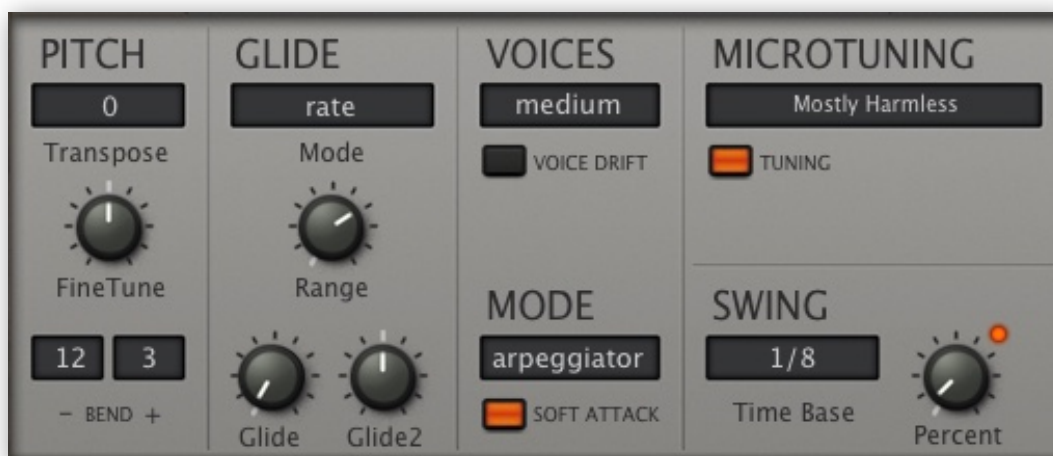 PITCH
0
Transpose
FineTune
12 3
− BEND +
GLIDE
rate
Mode
Range
Glide Glide2
VOICES
medium
VOICE DRIFT
MODE
arpeggiator
SOFT ATTACK
MICROTUNING
Mostly Harmless
TUNING
SWING
1/8
Time Base
Percent